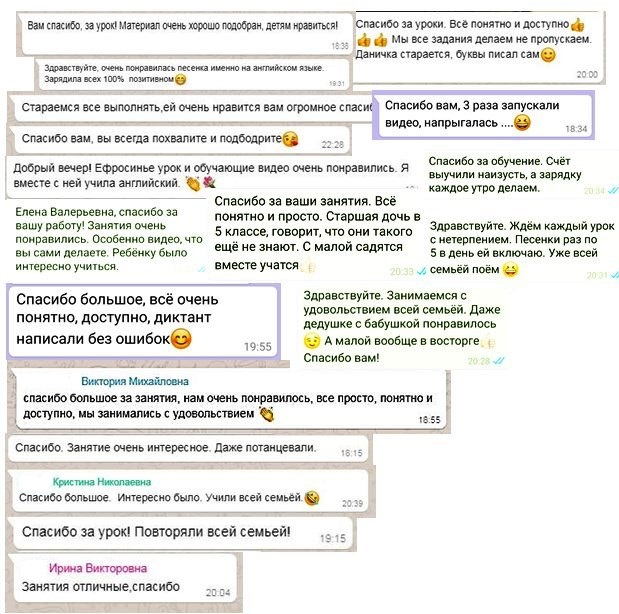 Вам спасибо, за урок! Материал очень хорошо подобран, детям нравиться!
18:38
Спасибо за уроки. Всё понятно и доступно👍
👍👍 Мы все задания делаем не пропускаем.
Даничка старается, буквы писал сам😊
20:00
Здравствуйте, очень понравилась песенка именно на английском языке.
Зарядила всех 100% позитивном😄
19:31
Стараемся все выполнять,ей очень нравится вам огромное спаси
Спасибо вам, 3 раза запускали
видео, напрыгалась ....😅
18:34
Спасибо вам, вы всегда похвалите и подбодрите😘
22:28
Добрый вечер! Ефросинье урок и обучающие видео очень понравились. Я
вместе с ней учила английский. 👏🌹
Спасибо за обучение. Счёт
выучили наизусть, а зарядку
каждое утро делаем.
20:34
Елена Валерьевна, спасибо за
вашу работу! Занятия очень
понравились. Особенно видео, что
вы сами делаете. Ребёнку было
интересно учиться.
Спасибо за ваши занятия. Всё
понятно и просто. Старшая дочь в
5 классе, говорит, что они такого
ещё не знают. С малой садятся
вместе учатся👍🏻
20:33
Здравствуйте. Ждём каждый урок
с нетерпением. Песенки раз по
5 в день ей включаю. Уже всей
семьёй поём 😄
20:31
Спасибо большое, всё очень
понятно, доступно, диктант
написали без ошибок😊
19:55
Здравствуйте. Занимаемся с
удовольствием всей семьёй. Даже
дедушке с бабушкой понравилось
😉 А малой вообще в восторге👍🏻
Спасибо Вам!
20:28
Виктория Михайловна
спасибо большое за занятия, нам очень понравилось, все просто, понятно и
доступно, мы занимались с удовольствием 👏
18:55
Спасибо. Занятие очень интересное. Даже потанцевали.
18:15
Кристина Николаевна
Спасибо большое. Интересно было. Учили всей семьёй.🤣
20:39
Спасибо за урок! Повторяли всей семьей!
19:15
Ирина Викторовна
Занятия отличные,спасибо
20:04